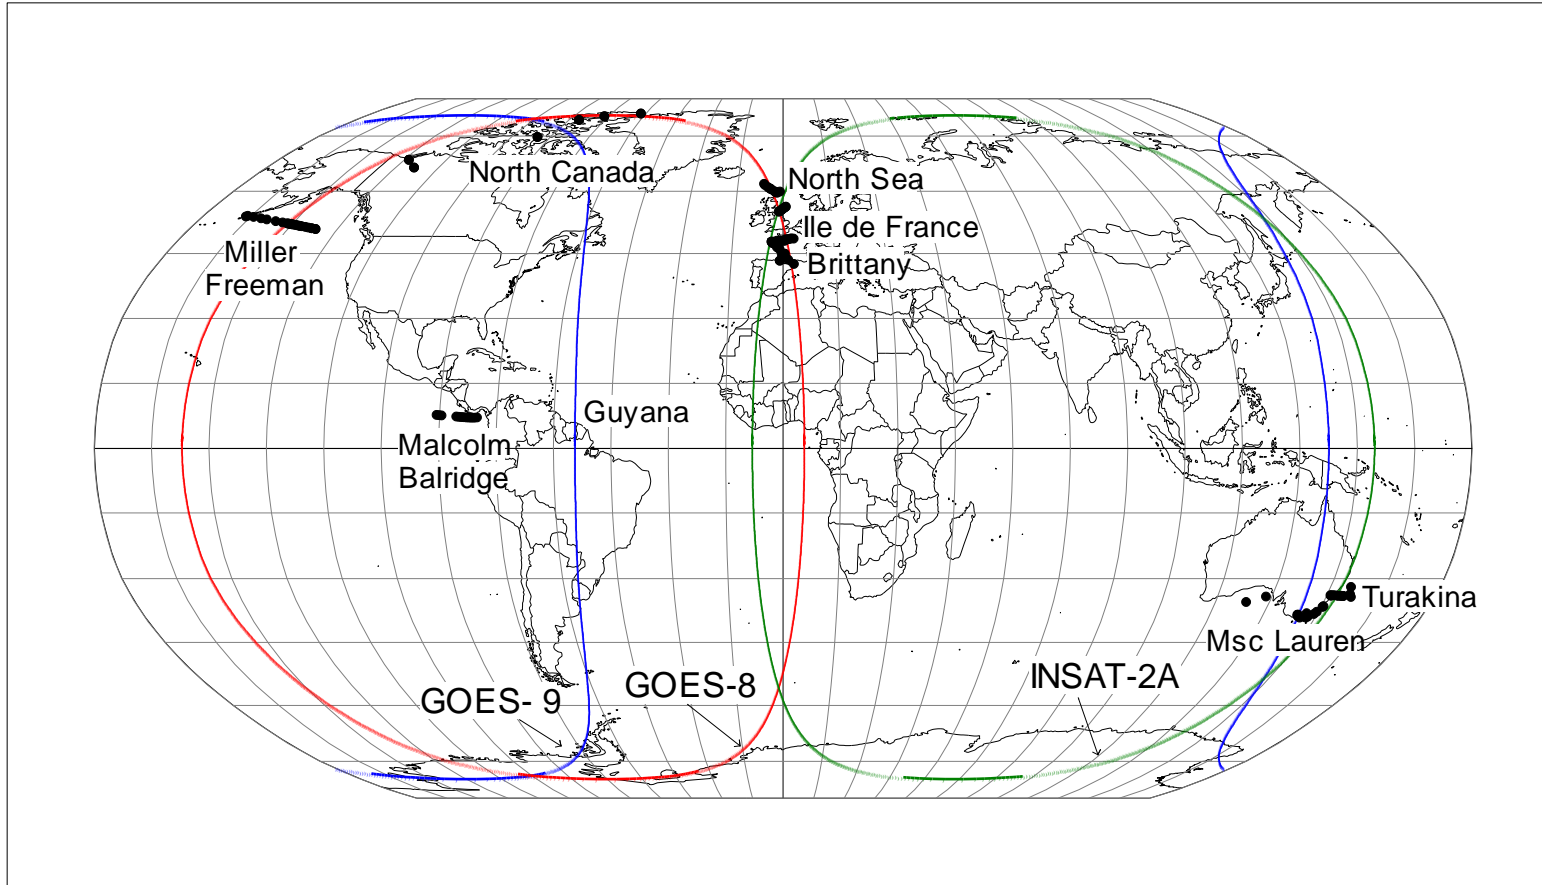 North Canada
North Sea
Ile de France
Brittany
Miller
Freeman
Guyana
Malcolm
Balridge
Turakina
Msc Lauren
GOES- 9
GOES-8
INSAT-2A